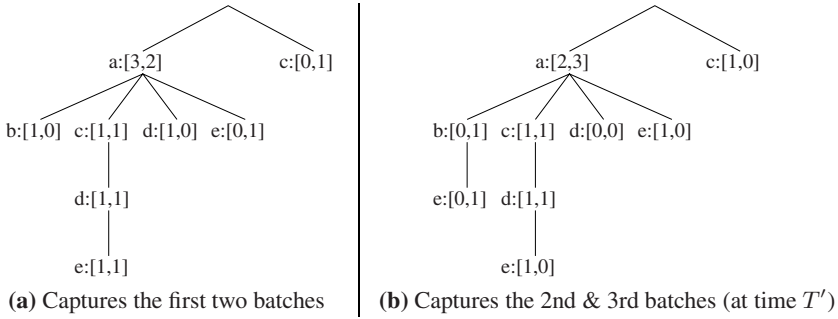 a:[3,2] c:[0,1]
b:[1,0] c:[1,1] d:[1,0] e:[0,1]
d:[1,1]
e:[1,1]
(a) Captures the first two batches
a:[2,3] c:[1,0]
b:[0,1] c:[1,1] d:[0,0] e:[1,0]
e:[0,1] d:[1,1]
e:[1,0]
(b) Captures the 2nd & 3rd batches (at time T′)